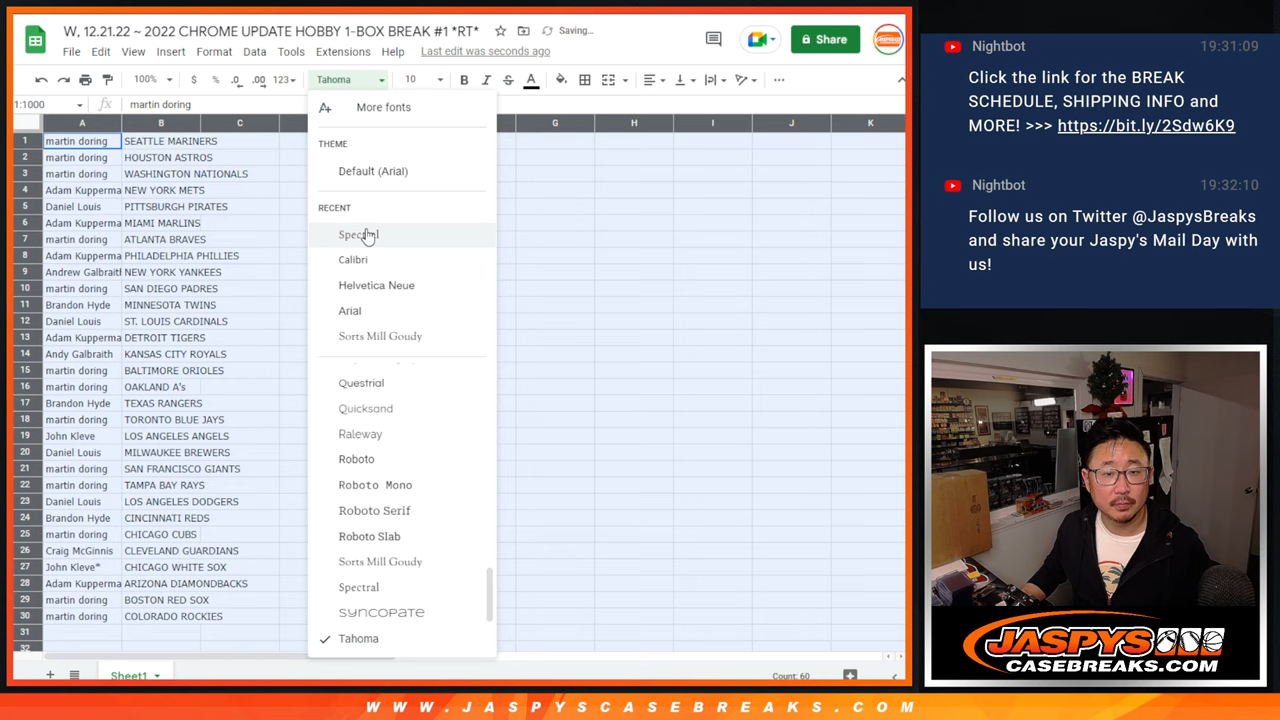 W, 12.21.22 ~ 2022 CHROME UPDATE HOBBY 1-BOX BREAK #1 *RT*
Saving...
File Edit View Insert Format Data Tools Extensions Help Last edit was seconds ago
Share
100% $ % .0 .00 123 Tahoma 10 B I S A
1:1000 fx martin doring
A B C G H I J K
1 martin doring SEATTLE MARINERS
2 martin doring HOUSTON ASTROS
3 martin doring WASHINGTON NATIONALS
4 Adam Kupperma NEW YORK METS
5 Daniel Louis PITTSBURGH PIRATES
6 Adam Kupperma MIAMI MARLINS
7 martin doring ATLANTA BRAVES
8 Adam Kupperma PHILADELPHIA PHILLIES
9 Andrew Galbraith NEW YORK YANKEES
10 martin doring SAN DIEGO PADRES
11 Brandon Hyde MINNESOTA TWINS
12 Daniel Louis ST. LOUIS CARDINALS
13 Adam Kupperma DETROIT TIGERS
14 Andy Galbraith KANSAS CITY ROYALS
15 martin doring BALTIMORE ORIOLES
16 martin doring OAKLAND A's
17 Brandon Hyde TEXAS RANGERS
18 martin doring TORONTO BLUE JAYS
19 John Kleve LOS ANGELES ANGELS
20 Daniel Louis MILWAUKEE BREWERS
21 martin doring SAN FRANCISCO GIANTS
22 martin doring TAMPA BAY RAYS
23 Daniel Louis LOS ANGELES DODGERS
24 Brandon Hyde CINCINNATI REDS
25 martin doring CHICAGO CUBS
26 Craig McGinnis CLEVELAND GUARDIANS
27 John Kleve* CHICAGO WHITE SOX
28 Adam Kupperma ARIZONA DIAMONDBACKS
29 martin doring BOSTON RED SOX
30 martin doring COLORADO ROCKIES
31
32
More fonts
THEME
Default (Arial)
RECENT
Spectral
Calibri
Helvetica Neue
Arial
Sorts Mill Goudy
Questrial
Quicksand
Raleway
Roboto
Roboto Mono
Roboto Serif
Roboto Slab
Sorts Mill Goudy
Spectral
Syncopate
Tahoma
Sheet1
Count: 60
Nightbot 19:31:09
Click the link for the BREAK
SCHEDULE, SHIPPING INFO and
MORE! >>> https://bit.ly/2Sdw6K9
Nightbot 19:32:10
Follow us on Twitter @JaspysBreaks
and share your Jaspy's Mail Day with
us!
JASPYS
CASEBREAKS.COM
WWW.JASPYSCASEBREAKS.COM